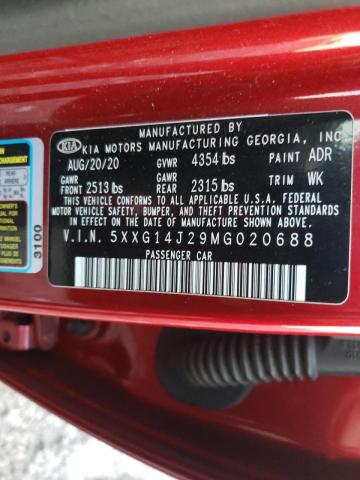 MANUFACTURED BY
KIA KIA MOTORS MANUFACTURING GEORGIA, INC
AUG/20/20 GVWR 4354 lbs PAINT ADR
GAWR GAWR
FRONT 2513 lbs REAR 2315 lbs TRIM WK
THIS VEHICLE CONFORMS TO ALL APPLICABLE U.S.A. FEDERAL
MOTOR VEHICLE SAFETY, BUMPER, AND THEFT PREVENTION STANDARDS
IN EFFECT ON THE DATE OF MANUFACTURE SHOWN ABOVE.
V.I.N. 5XXG14J29MG020688
PASSENGER CAR
3100
REAR